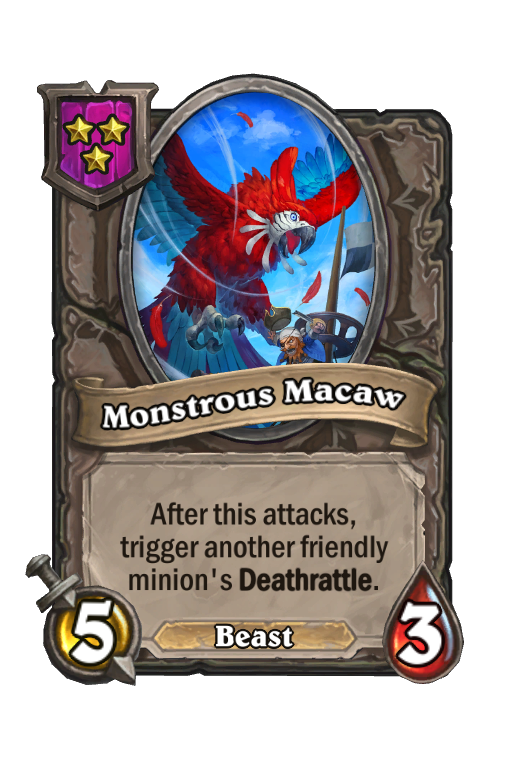 Monstrous Macaw
After this attacks,
trigger another friendly
minion's Deathrattle.
5
Beast
3